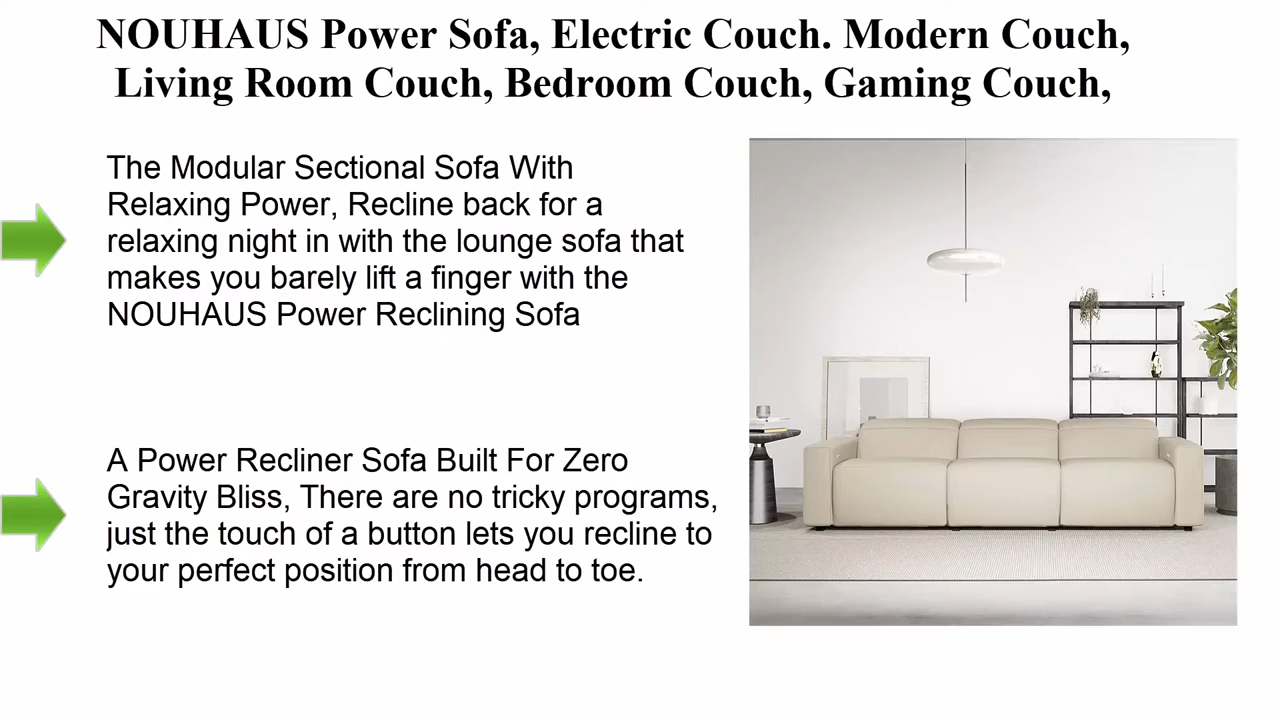 NOUHAUS Power Sofa, Electric Couch. Modern Couch,
Living Room Couch, Bedroom Couch, Gaming Couch,
The Modular Sectional Sofa With
Relaxing Power, Recline back for a
relaxing night in with the lounge sofa that
makes you barely lift a finger with the
NOUHAUS Power Reclining Sofa
A Power Recliner Sofa Built For Zero
Gravity Bliss, There are no tricky programs,
just the touch of a button lets you recline to
your perfect position from head to toe.